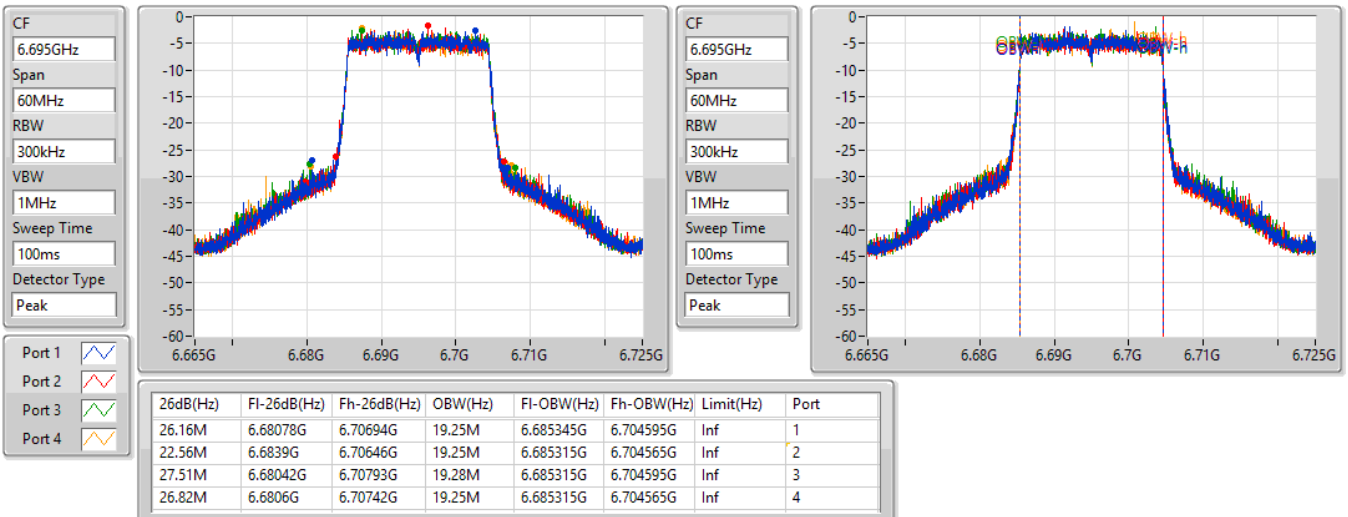 CF
6.695GHz
Span
60MHz
RBW
300kHz
VBW
1MHz
Sweep Time
100ms
Detector Type
Peak
0-
-5-
-10-
-15-
-20-
-25-
-30-
-35-
-40-
-45-
-50-
-55-
-60-
6.665G 6.68G 6.69G 6.7G 6.71G 6.725G
CF
6.695GHz
Span
60MHz
RBW
300kHz
VBW
1MHz
Sweep Time
100ms
Detector Type
Peak
0-
-5-
-10-
-15-
-20-
-25-
-30-
-35-
-40-
-45-
-50-
-55-
-60-
6.665G 6.68G 6.69G 6.7G 6.71G 6.725G
Port 1
Port 2
Port 3
Port 4
26dB(Hz) Fl-26dB(Hz) Fh-26dB(Hz) OBW(Hz) Fl-OBW(Hz) Fh-OBW(Hz) Limit(Hz) Port
26.16M 6.68078G 6.70694G 19.25M 6.685345G 6.704595G Inf 1
22.56M 6.6839G 6.70646G 19.25M 6.685315G 6.704565G Inf 2
27.51M 6.68042G 6.70793G 19.28M 6.685315G 6.704595G Inf 3
26.82M 6.6806G 6.70742G 19.25M 6.685315G 6.704565G Inf 4